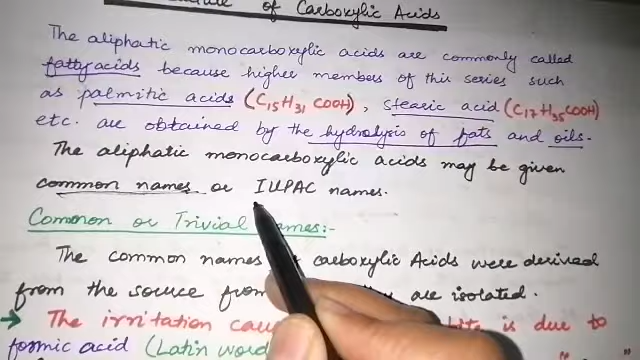 of Carboxylic Acids
The aliphatic monocarboxylic acids are commonly called
fatty acids because higher members of this series such
as palmitic acids (C15H31 COOH), stearic acid (C17H35COOH)
etc. are obtained by the hydrolysis of fats and oils.
The aliphatic monocarboxylic acids may be given
common names or IUPAC names.
Common or Trivial Names:-
The common names carboxylic Acids were derived
from the source from are isolated.
→ The irritation is due to
formic acid (Latin word